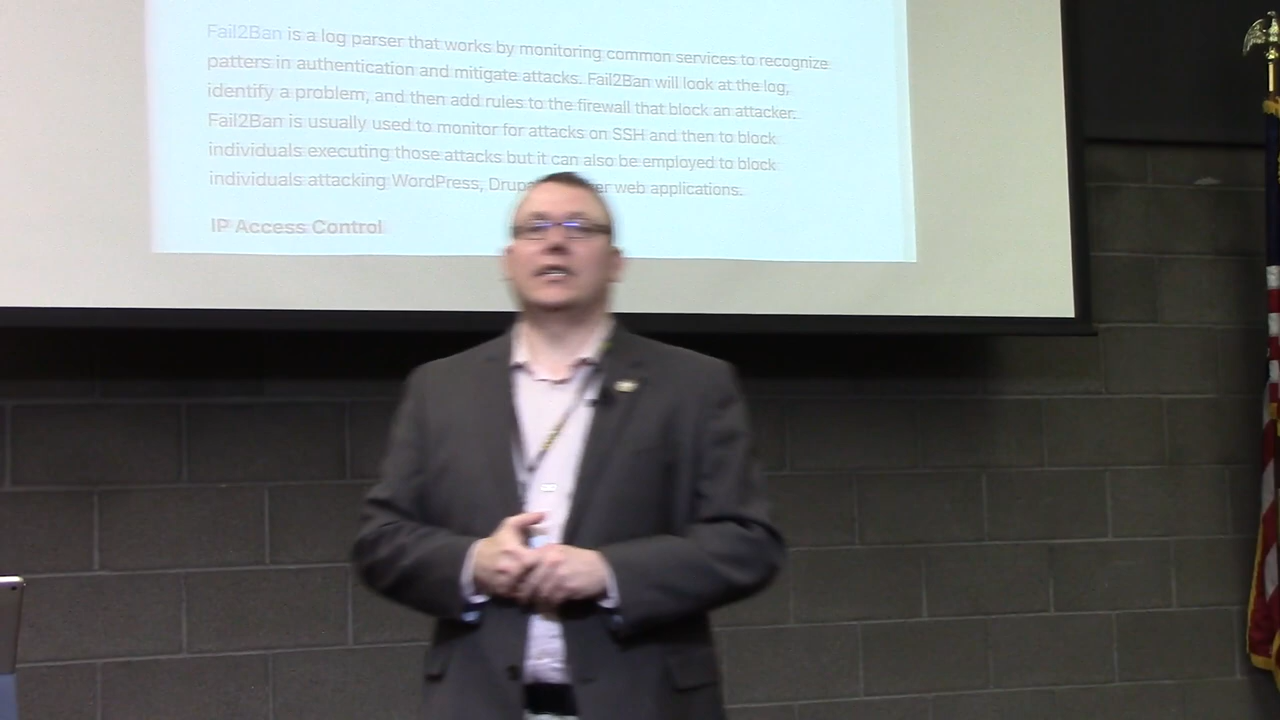 Fail2Ban is a log parser that works by monitoring common services to recognize
patters in authentication and mitigate attacks. Fail2Ban will look at the log,
identify a problem, and then add rules to the firewall that block an attacker.
Fail2Ban is usually used to monitor for attacks on SSH and then to block
individuals executing those attacks but it can also be employed to block
individuals attacking WordPress, web applications.
IP Access Control